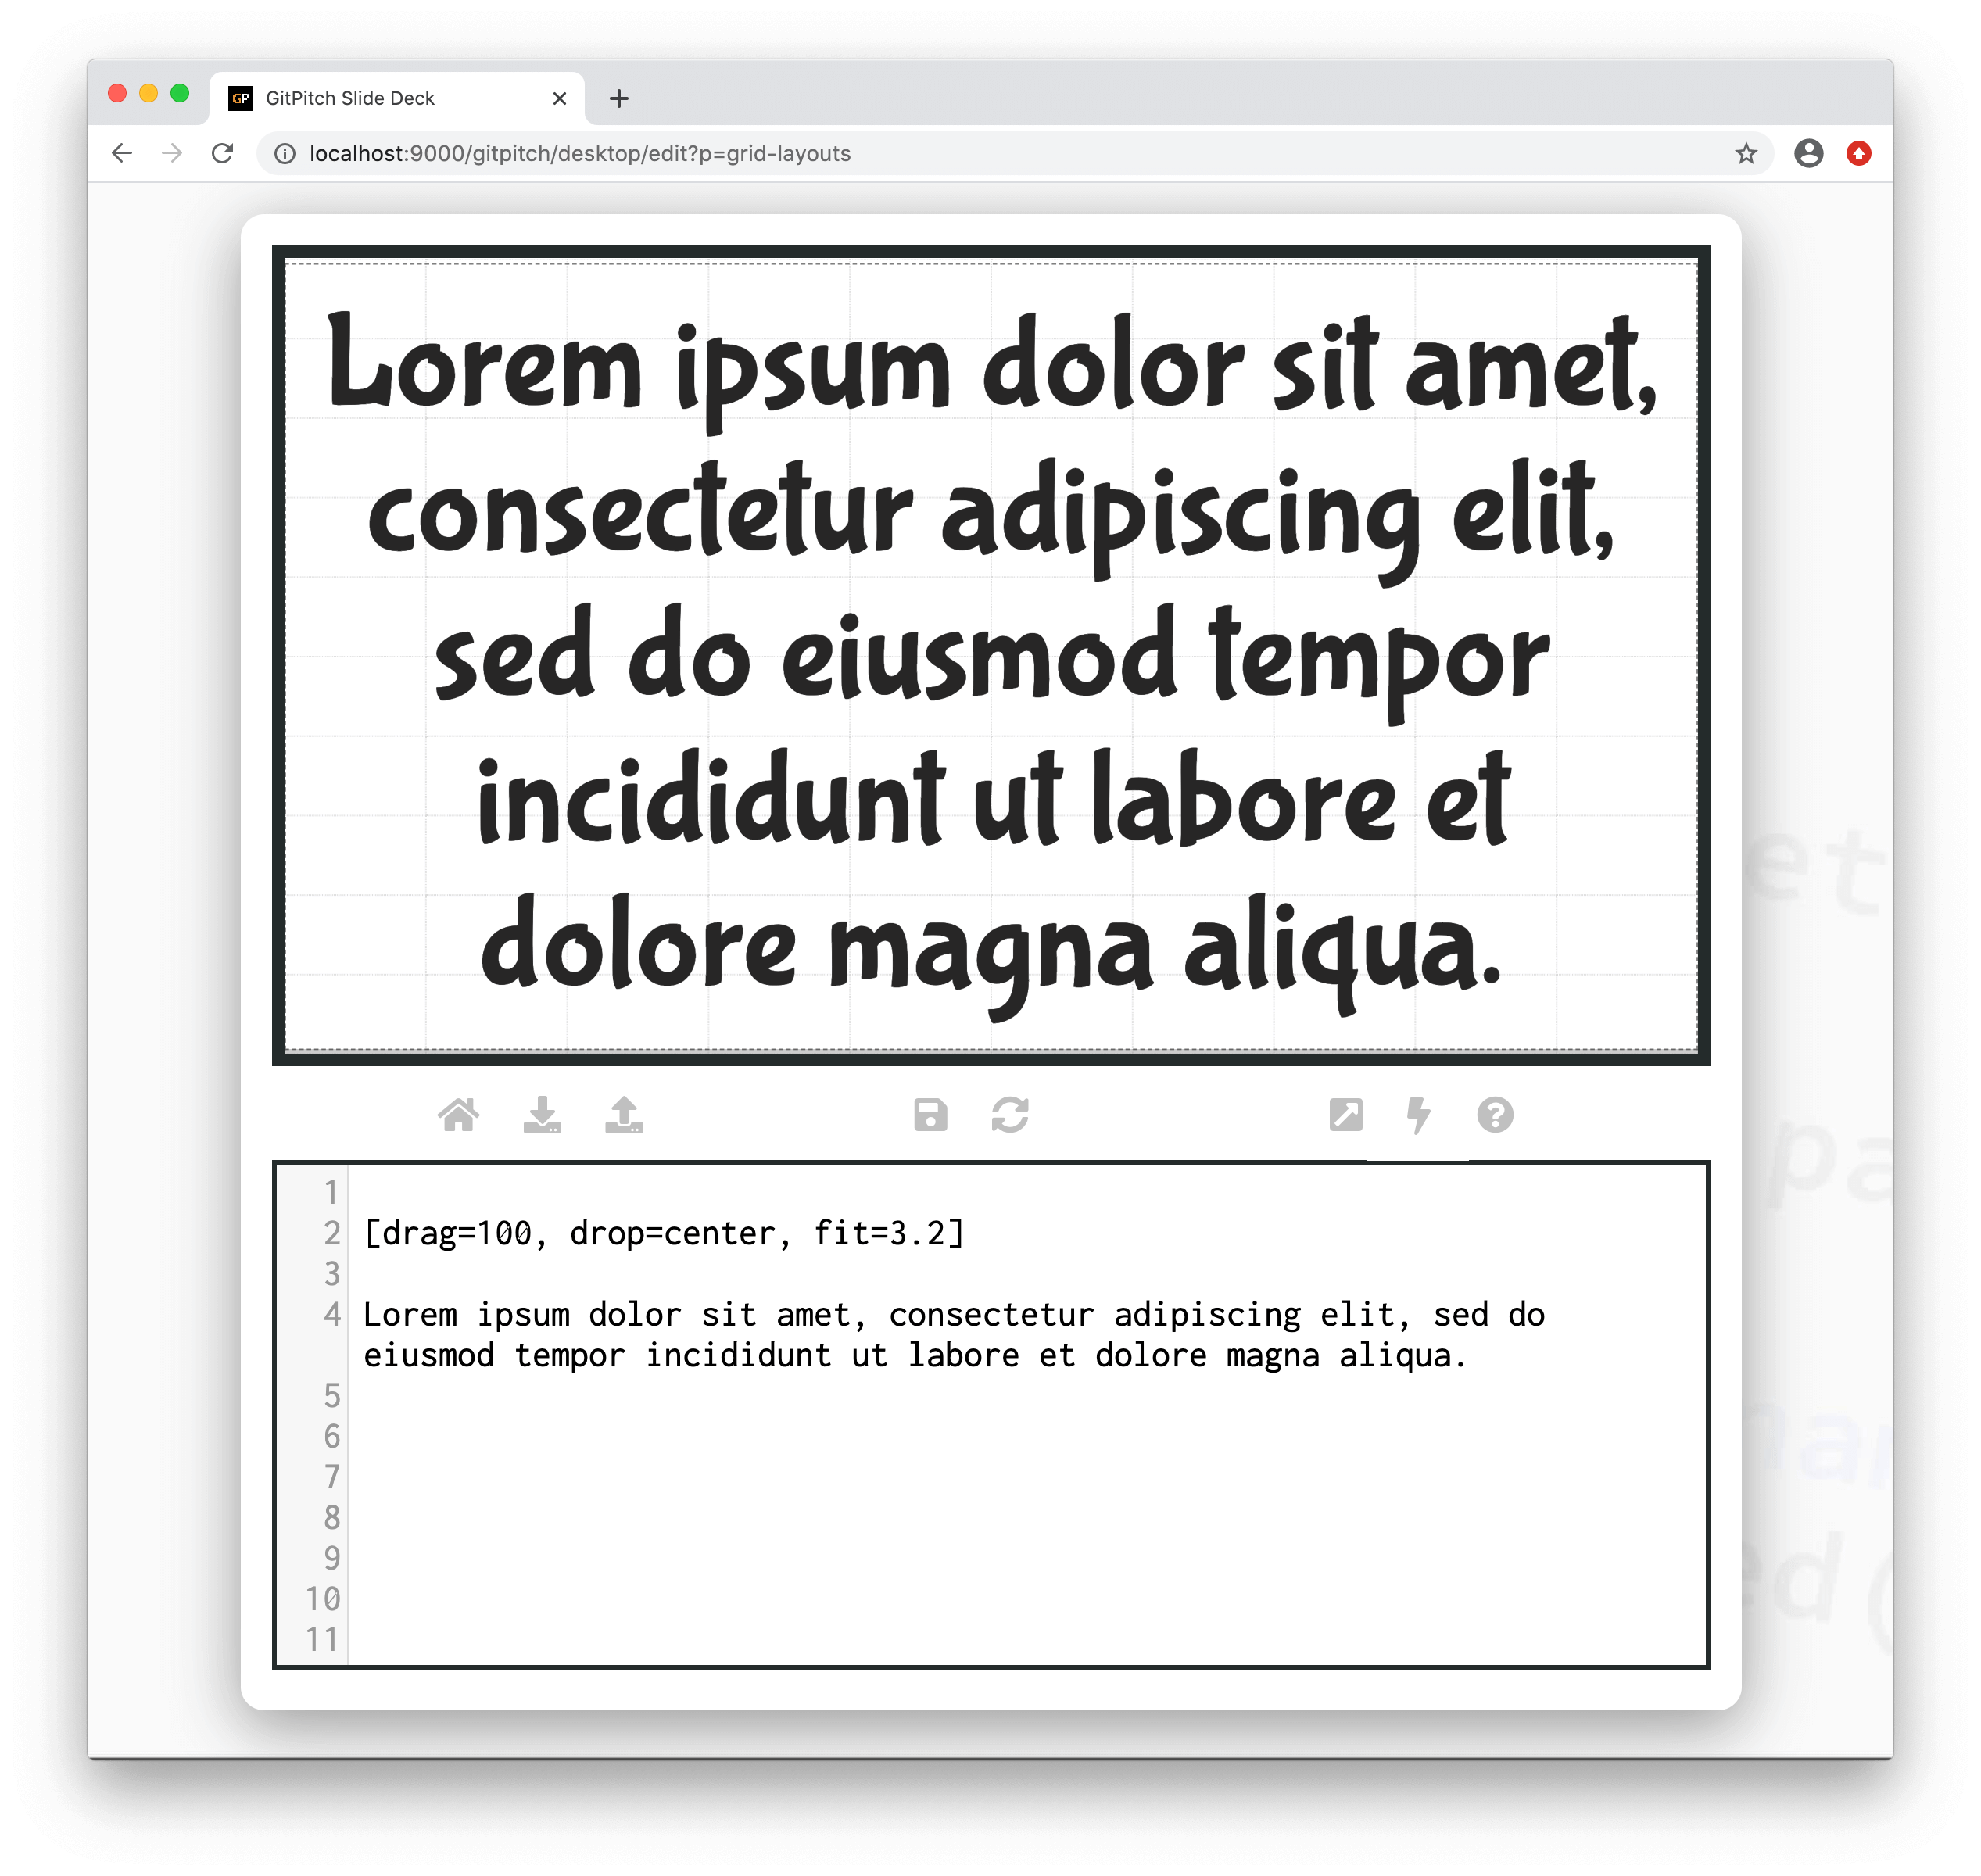 GP GitPitch Slide Deck
localhost:9000/gitpitch/desktop/edit?p=grid-layouts
Lorem ipsum dolor sit amet,
consectetur adipiscing elit,
sed do eiusmod tempor
incididunt ut labore et
dolore magna aliqua.
1
2 [drag=100, drop=center, fit=3.2]
3
4 Lorem ipsum dolor sit amet, consectetur adipiscing elit, sed do
eiusmod tempor incididunt ut labore et dolore magna aliqua.
5
6
7
8
9
10
11